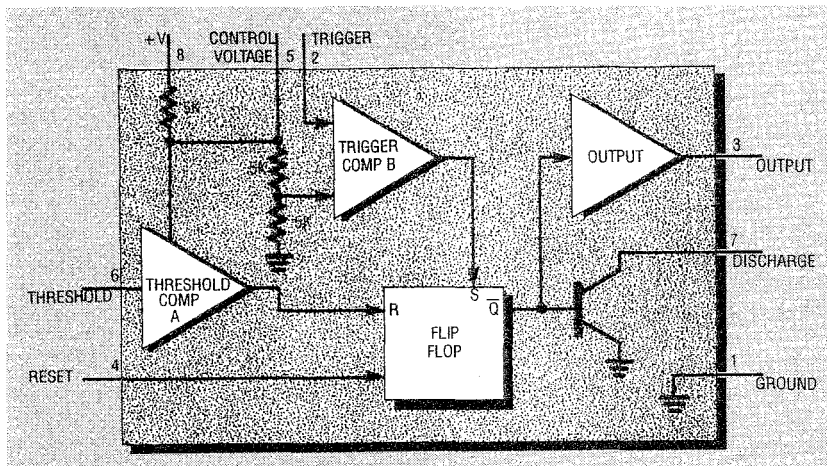 +V
8
CONTROL
VOLTAGE
5
TRIGGER
2
5K
5K
5K
TRIGGER
COMP B
OUTPUT
3
OUTPUT
7
DISCHARGE
6
THRESHOLD
THRESHOLD
COMP
A
S
R
Q
FLIP
FLOP
4
RESET
1
GROUND